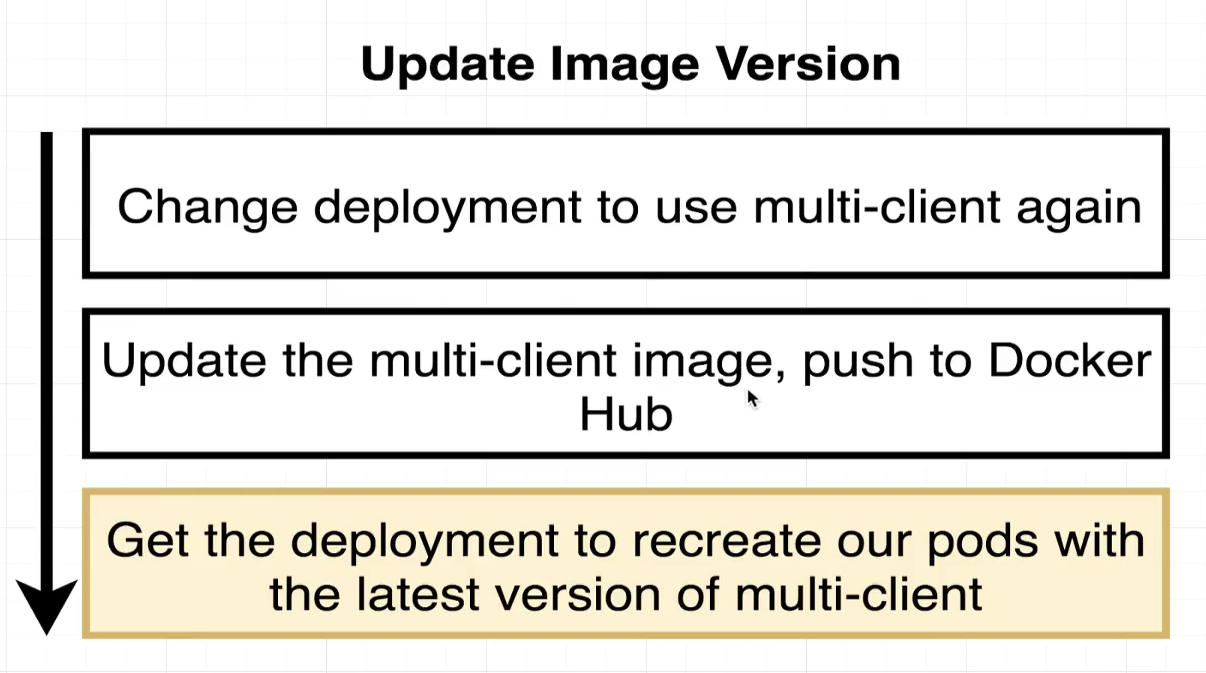 Update Image Version
Change deployment to use multi-client again
Update the multi-client image, push to Docker
Hub
Get the deployment to recreate our pods with
the latest version of multi-client